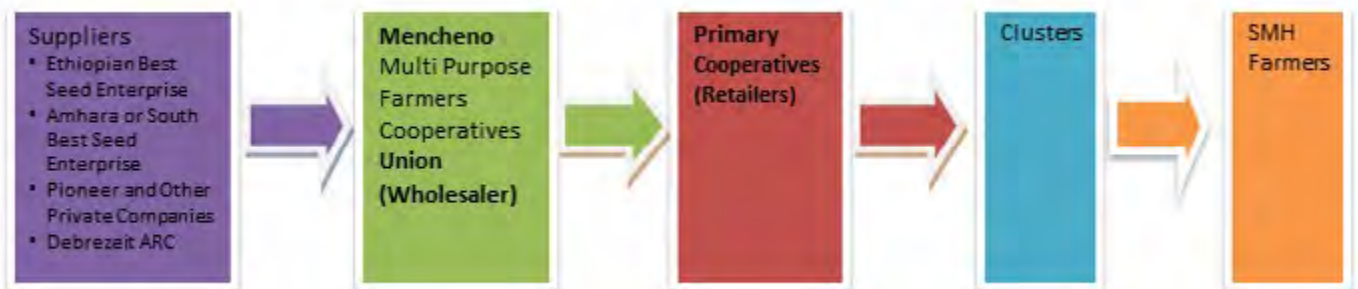 Suppliers
▪ Ethiopian Best
Seed Enterprise
▪ Amhara or South
Best Seed
Enterprise
▪ Pioneer and Other
Private Companies
▪ Debrezeit ARC
Mencheno
Multi Purpose
Farmers
Cooperatives
Union
(Wholesaler)
Primary
Cooperatives
(Retailers)
Clusters
SMH
Farmers